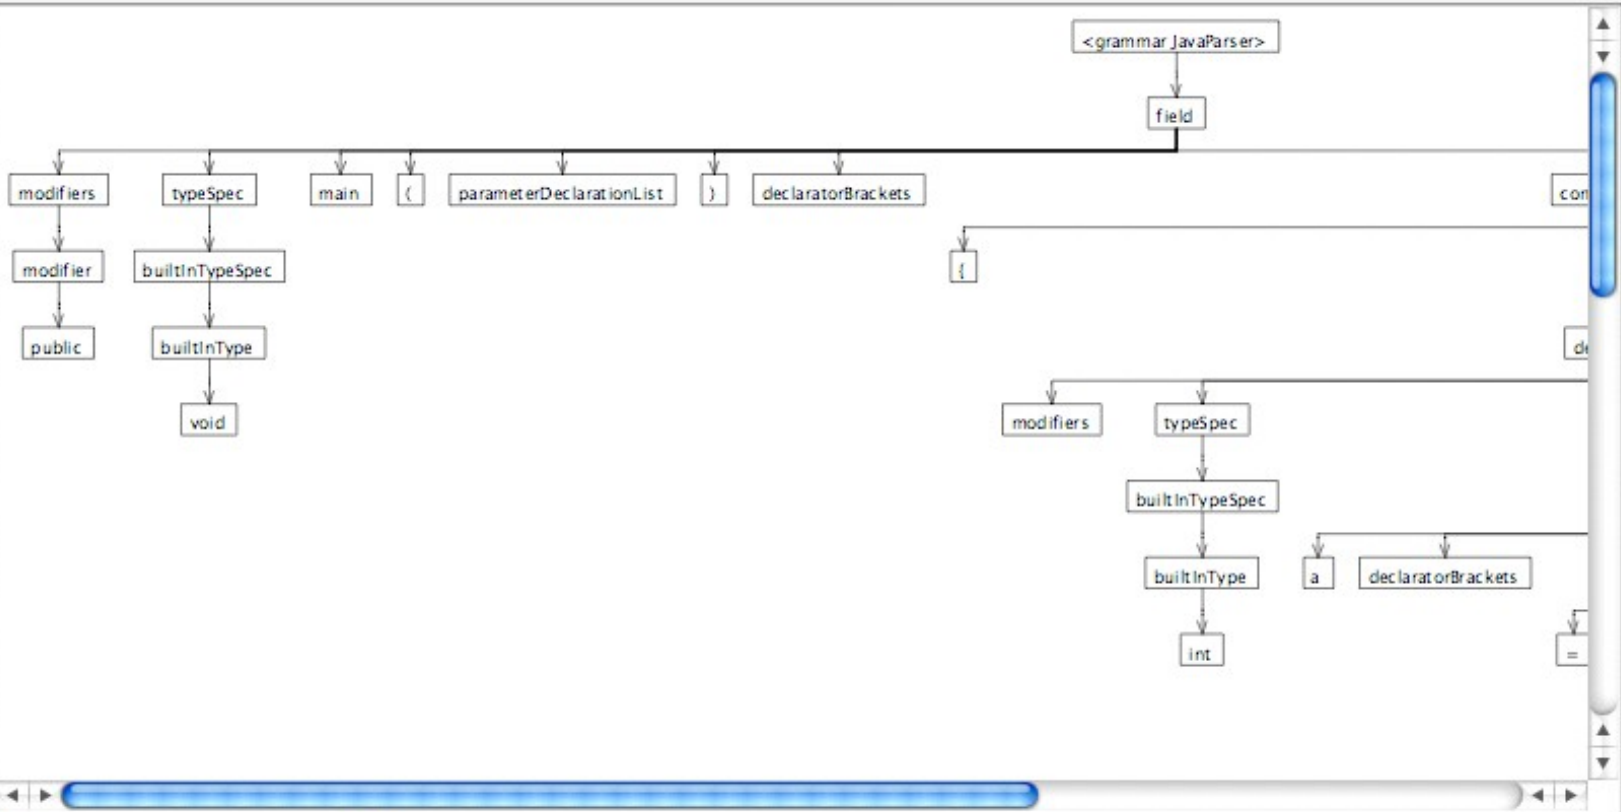 <grammar JavaParser>
field
modifiers typeSpec main ( parameterDeclarationList ) declaratorBrackets
modifier builtInTypeSpec {
public builtInType
void modifiers typeSpec
builtInTypeSpec
builtInType a declaratorBrackets
int =